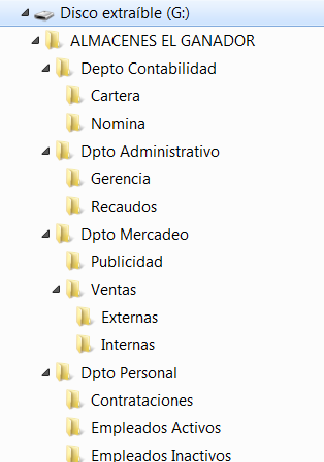 Disco extraíble (G:)
ALMACENES EL GANADOR
Depto Contabilidad
Cartera
Nomina
Dpto Administrativo
Gerencia
Recaudos
Dpto Mercadeo
Publicidad
Ventas
Externas
Internas
Dpto Personal
Contrataciones
Empleados Activos
Empleados Inactivos